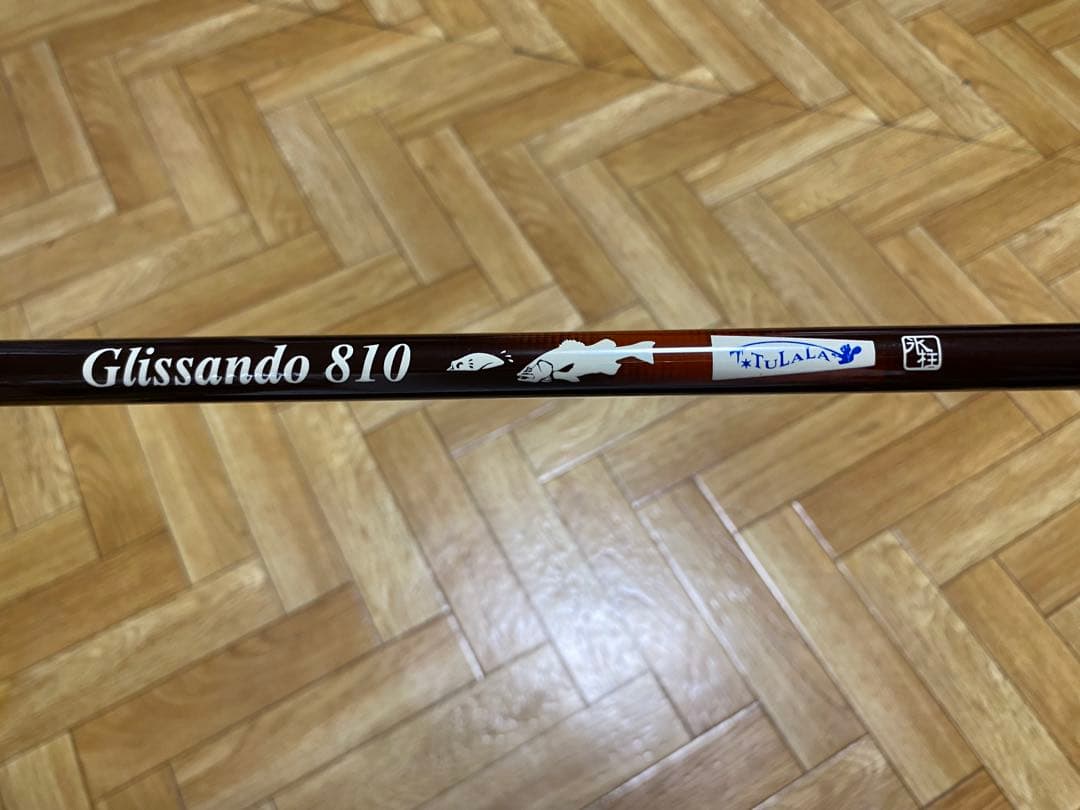 Glissando 810
T*TULALA
氷柱